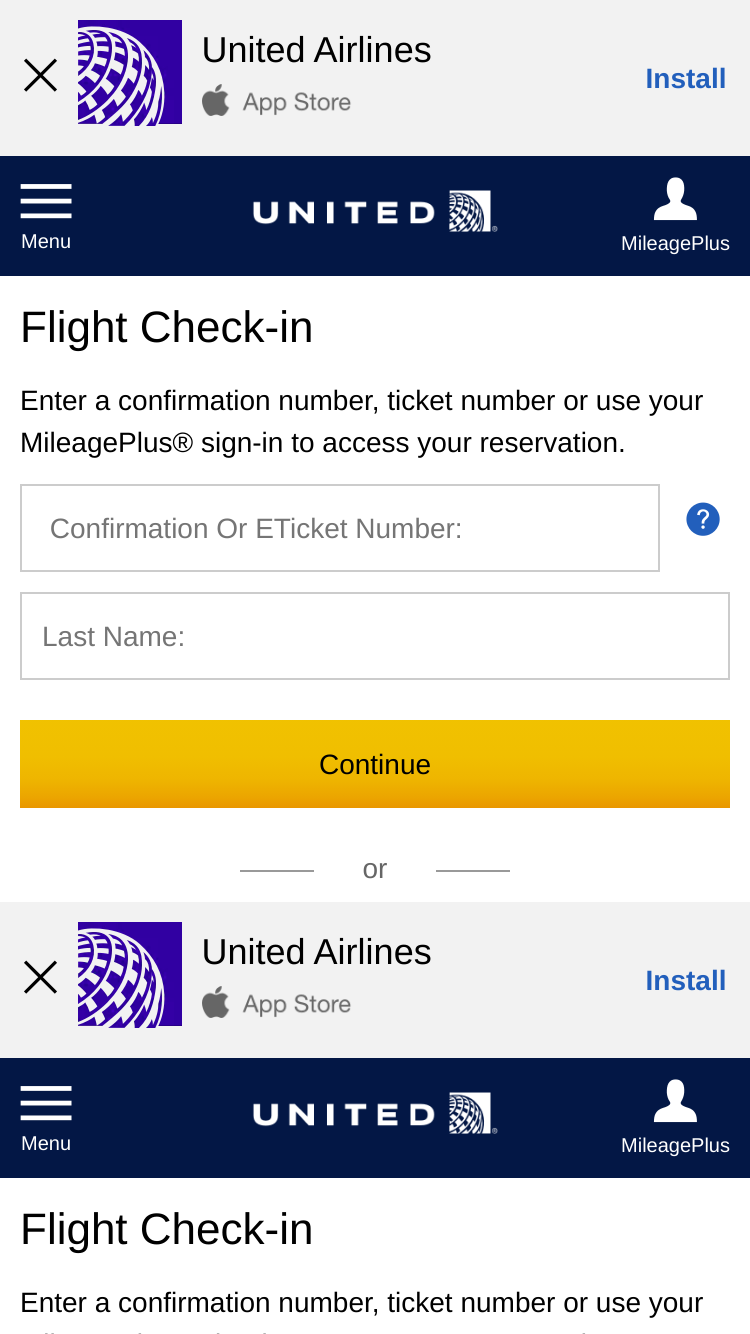 United Airlines
App Store
Install
Menu
UNITED
MileagePlus
Flight Check-in
Enter a confirmation number, ticket number or use your
MileagePlus® sign-in to access your reservation.
Confirmation Or ETicket Number:
?
Last Name:
Continue
or
United Airlines
App Store
Install
Menu
UNITED
MileagePlus
Flight Check-in
Enter a confirmation number, ticket number or use your